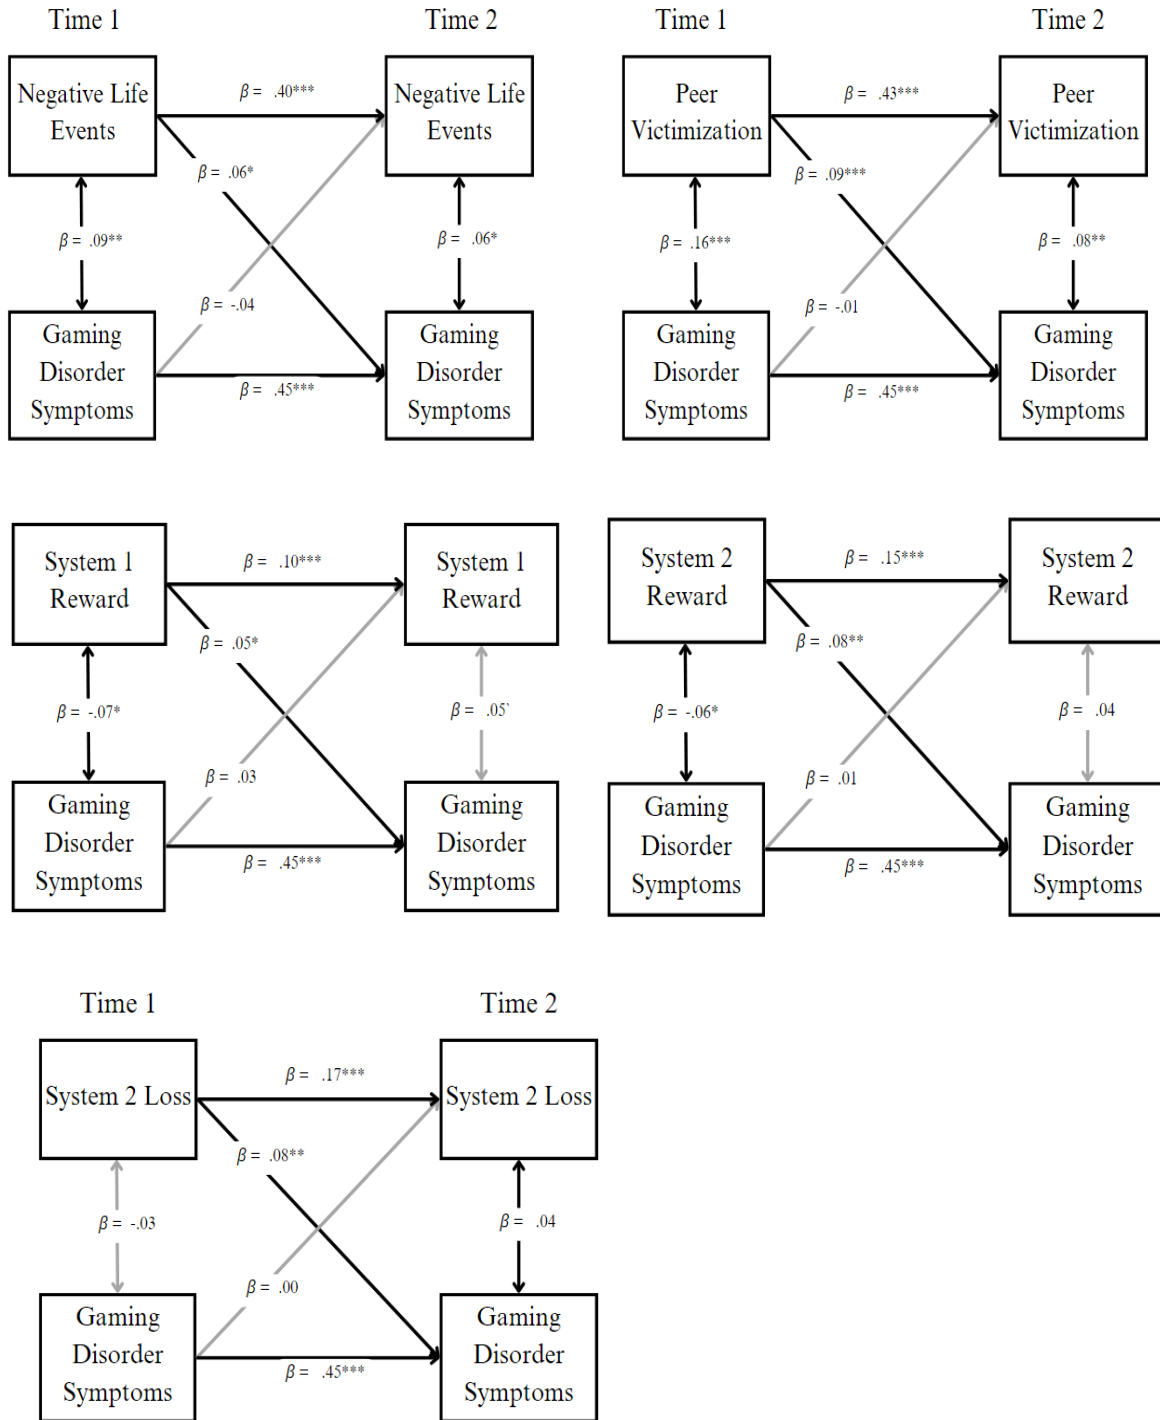 Time 1
Time 2
Negative Life
Events
β = .40***
Negative Life
Events
β = .06*
β = .09**
β = .06*
β = -.04
Gaming
Disorder
Symptoms
β = .45***
Gaming
Disorder
Symptoms
Time 1
Time 2
Peer
Victimization
β = .43***
Peer
Victimization
β = .09***
β = .16***
β = .08**
β = -.01
Gaming
Disorder
Symptoms
β = .45***
Gaming
Disorder
Symptoms
System 1
Reward
β = .10***
System 1
Reward
β = .05*
β = -.07*
β = .05'
β = .03
Gaming
Disorder
Symptoms
β = .45***
Gaming
Disorder
Symptoms
System 2
Reward
β = .15***
System 2
Reward
β = .08**
β = -.06*
β = .04
β = .01
Gaming
Disorder
Symptoms
β = .45***
Gaming
Disorder
Symptoms
Time 1
Time 2
System 2 Loss
β = .17***
System 2 Loss
β = .08**
β = -.03
β = .04
β = .00
Gaming
Disorder
Symptoms
β = .45***
Gaming
Disorder
Symptoms